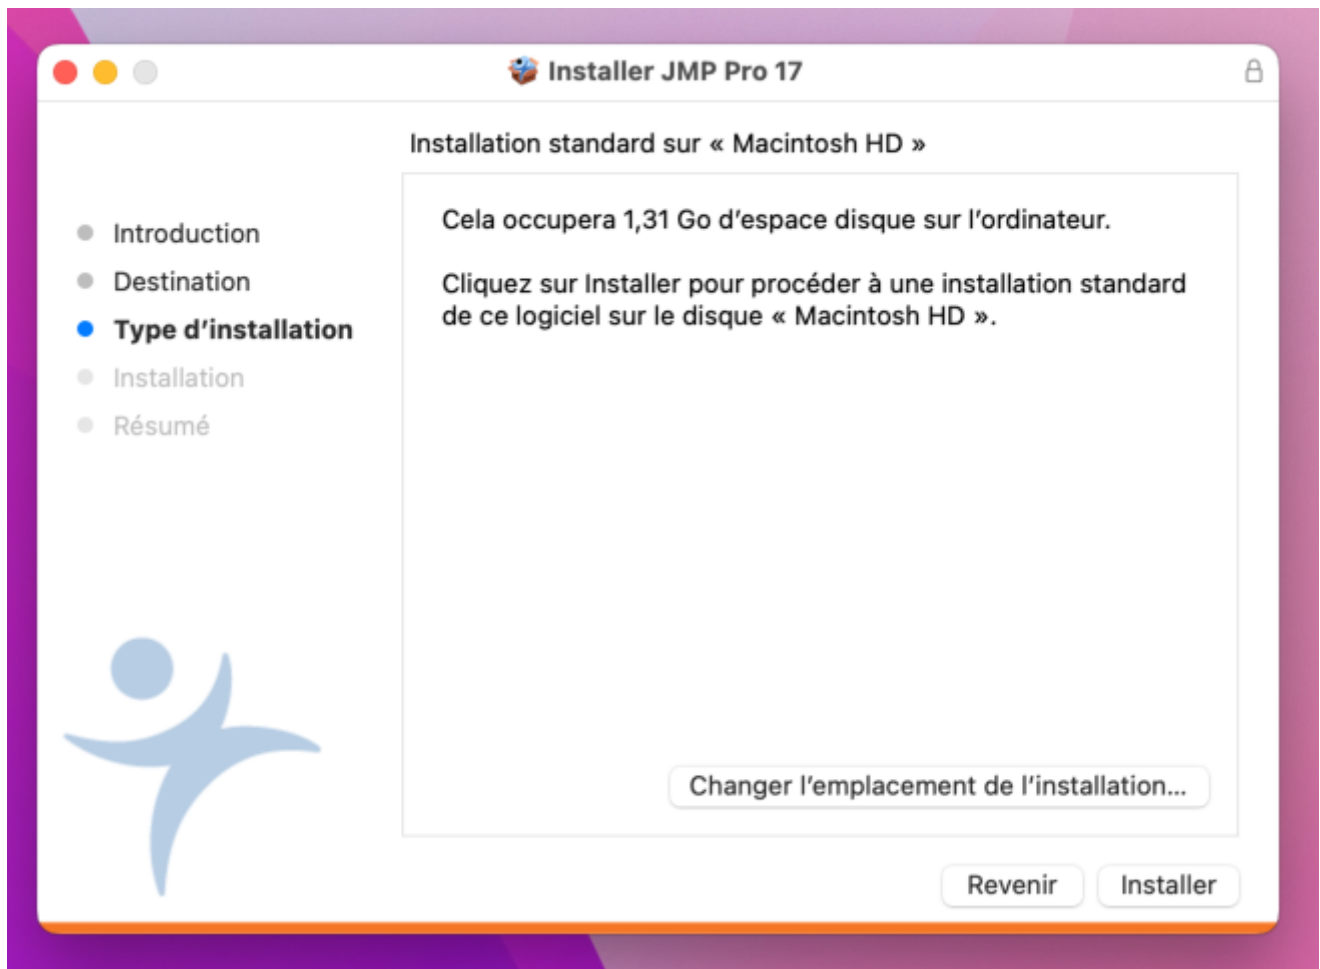 Installer JMP Pro 17
Installation standard sur « Macintosh HD »
Introduction
Destination
Type d’installation
Installation
Résumé
Cela occupera 1,31 Go d’espace disque sur l’ordinateur.
Cliquez sur Installer pour procéder à une installation standard
de ce logiciel sur le disque « Macintosh HD ».
Changer l’emplacement de l’installation...
Revenir
Installer